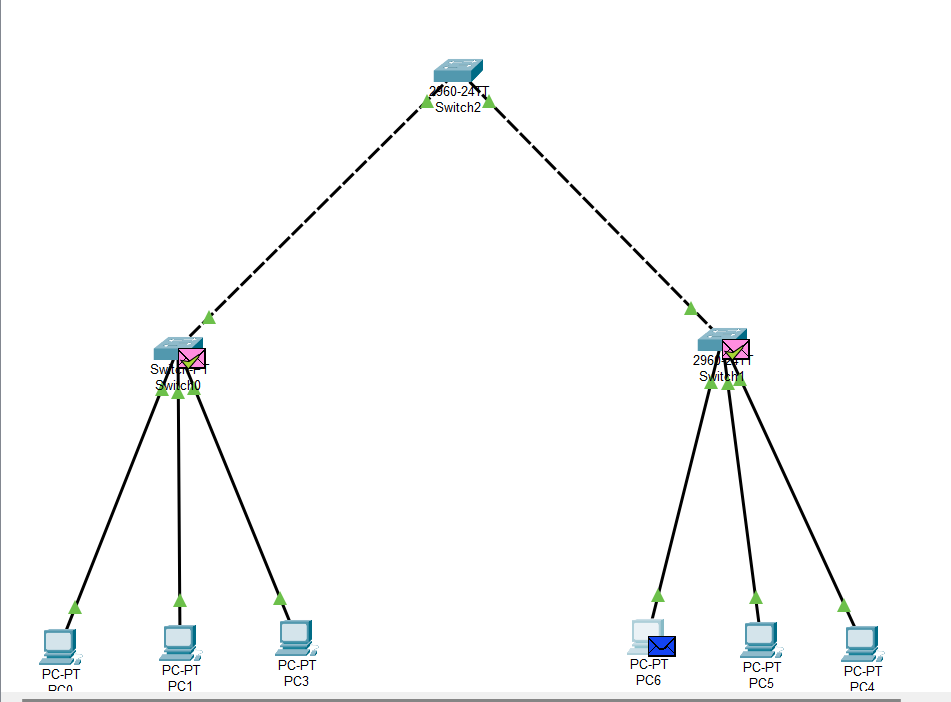 2960-24TT
Switch2
Switch-PT
Switch0
2960-24TT
Switch1
PC-PT
PC0
PC-PT
PC1
PC-PT
PC3
PC-PT
PC6
PC-PT
PC5
PC-PT
PC4